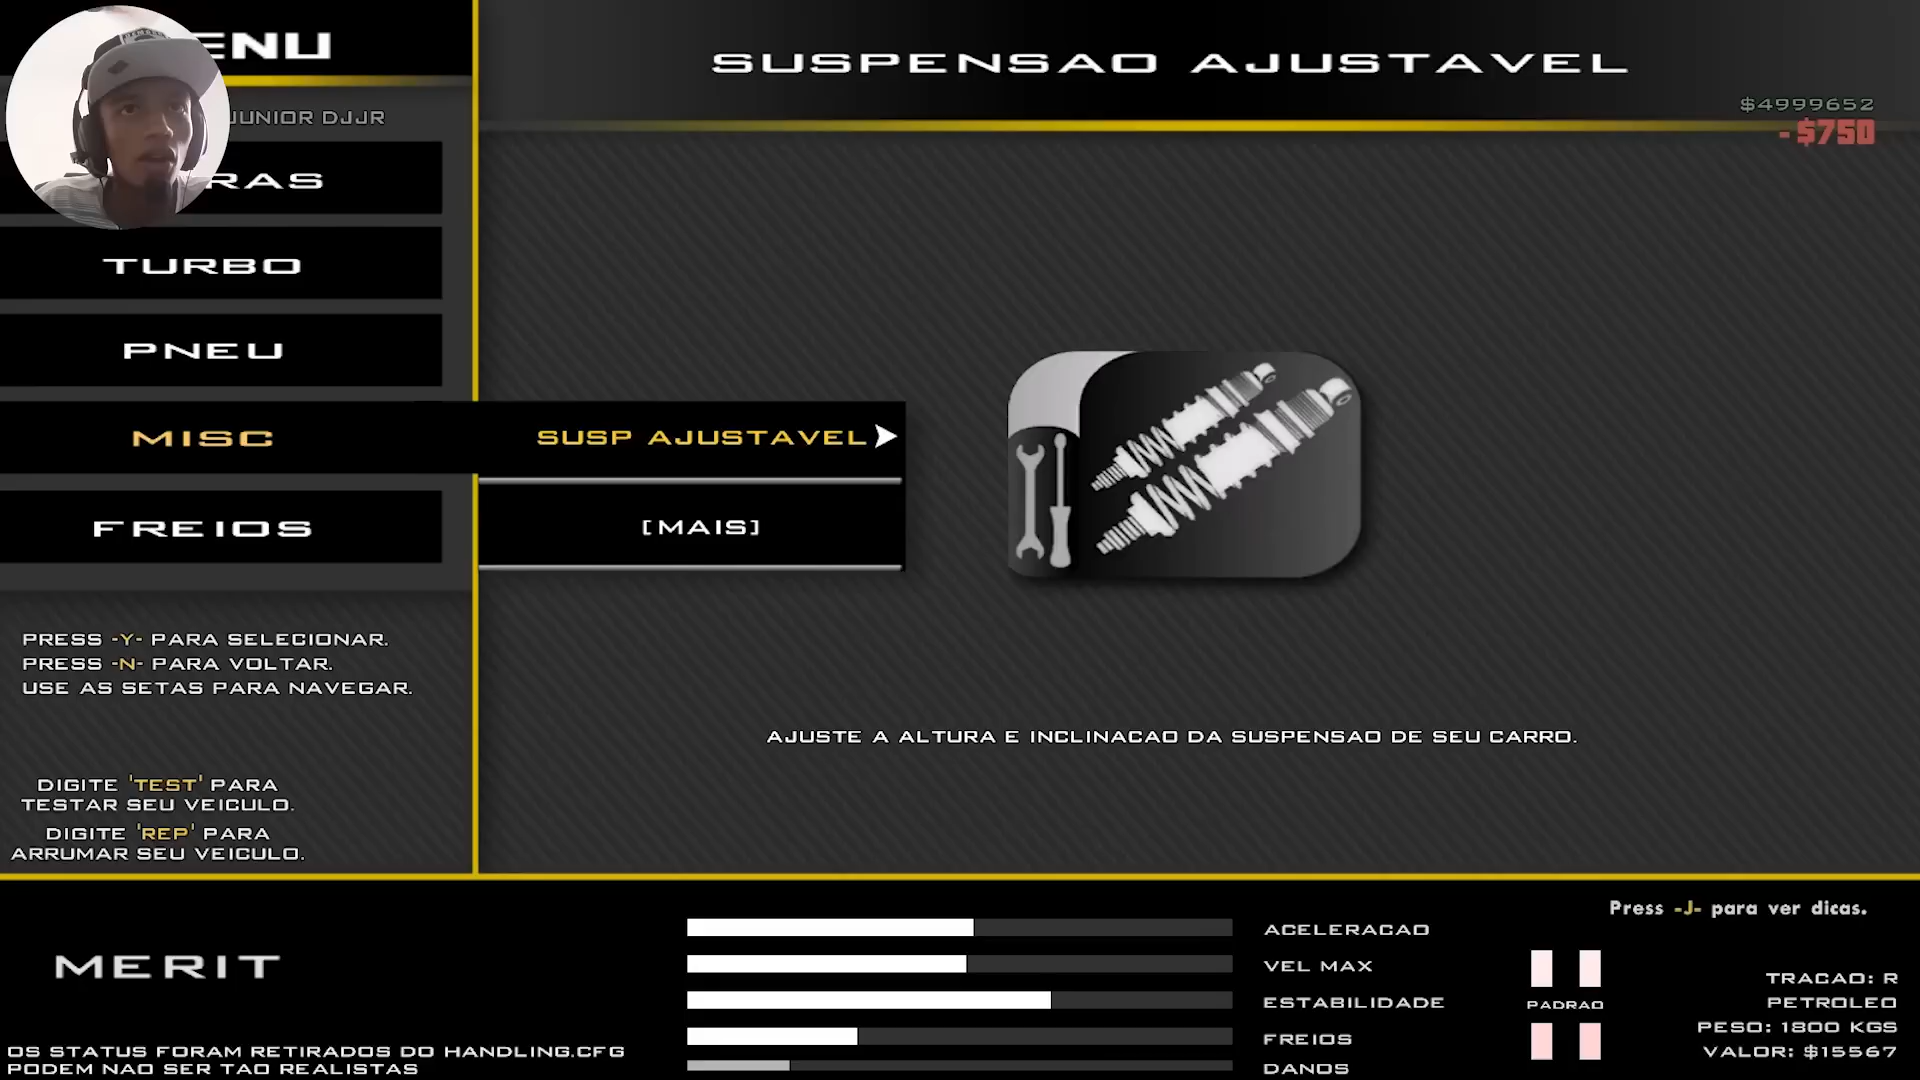 ENU
SUSPENSAO AJUSTAVEL
$4999652
- $750
JUNIOR DJJR
RAS
TURBO
PNEU
MISC
SUSP AJUSTAVEL
[MAIS]
FREIOS
PRESS -Y- PARA SELECIONAR.
PRESS -N- PARA VOLTAR.
USE AS SETAS PARA NAVEGAR.
AJUSTE A ALTURA E INCLINACAO DA SUSPENSAO DE SEU CARRO.
DIGITE 'TEST' PARA
TESTAR SEU VEICULO.
DIGITE 'REP' PARA
ARRUMAR SEU VEICULO.
MERIT
OS STATUS FORAM RETIRADOS DO HANDLING.CFG
PODEM NAO SER TAO REALISTAS
ACELERACAO
VEL MAX
ESTABILIDADE
FREIOS
DANOS
PADRAO
Press -J- para ver dicas.
TRACAO: R
PETROLEO
PESO: 1800 KGS
VALOR: $15567